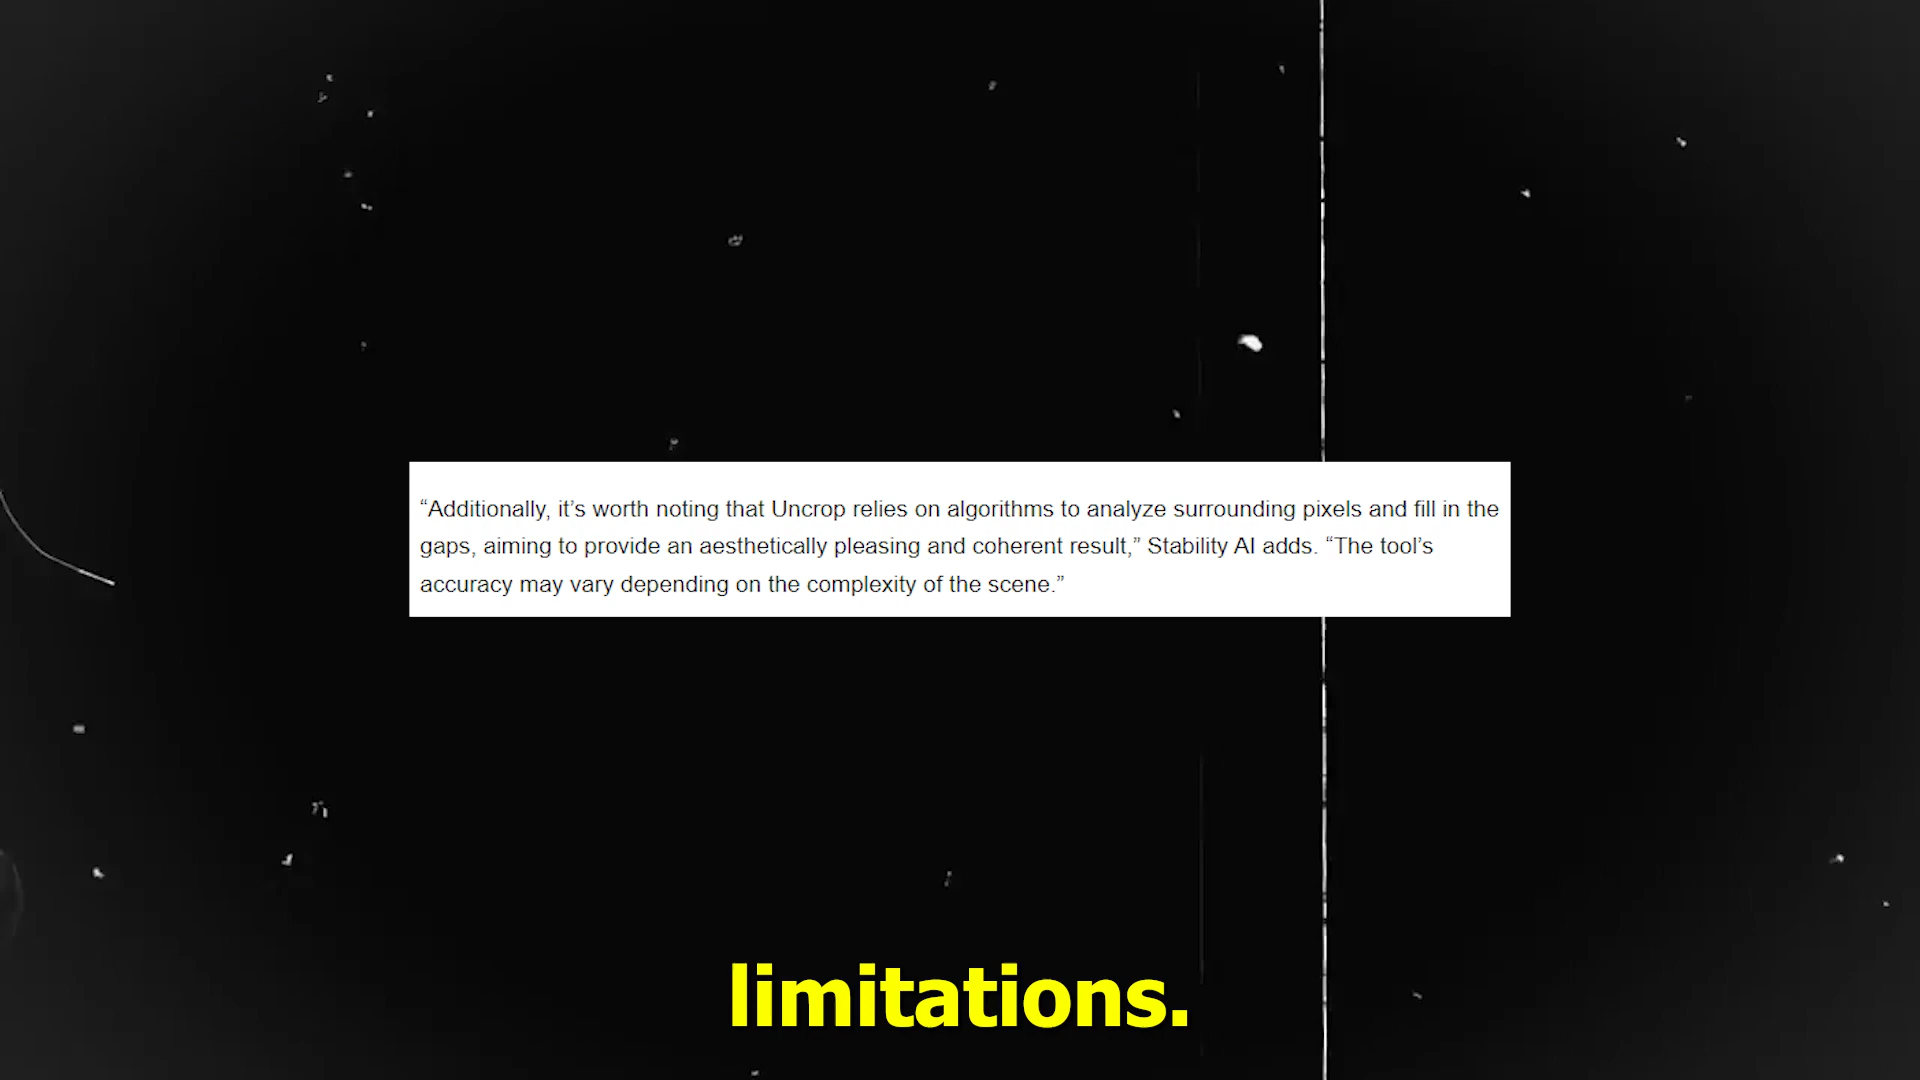 “Additionally, it’s worth noting that Uncrop relies on algorithms to analyze surrounding pixels and fill in the
gaps, aiming to provide an aesthetically pleasing and coherent result,” Stability AI adds. “The tool’s
accuracy may vary depending on the complexity of the scene.”
limitations.